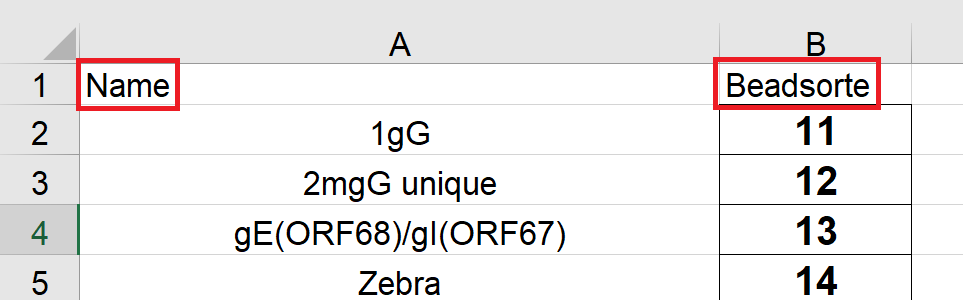 A B
1 Name Beadsorte
2 1gG 11
3 2mgG unique 12
4 gE(ORF68)/gI(ORF67) 13
5 Zebra 14